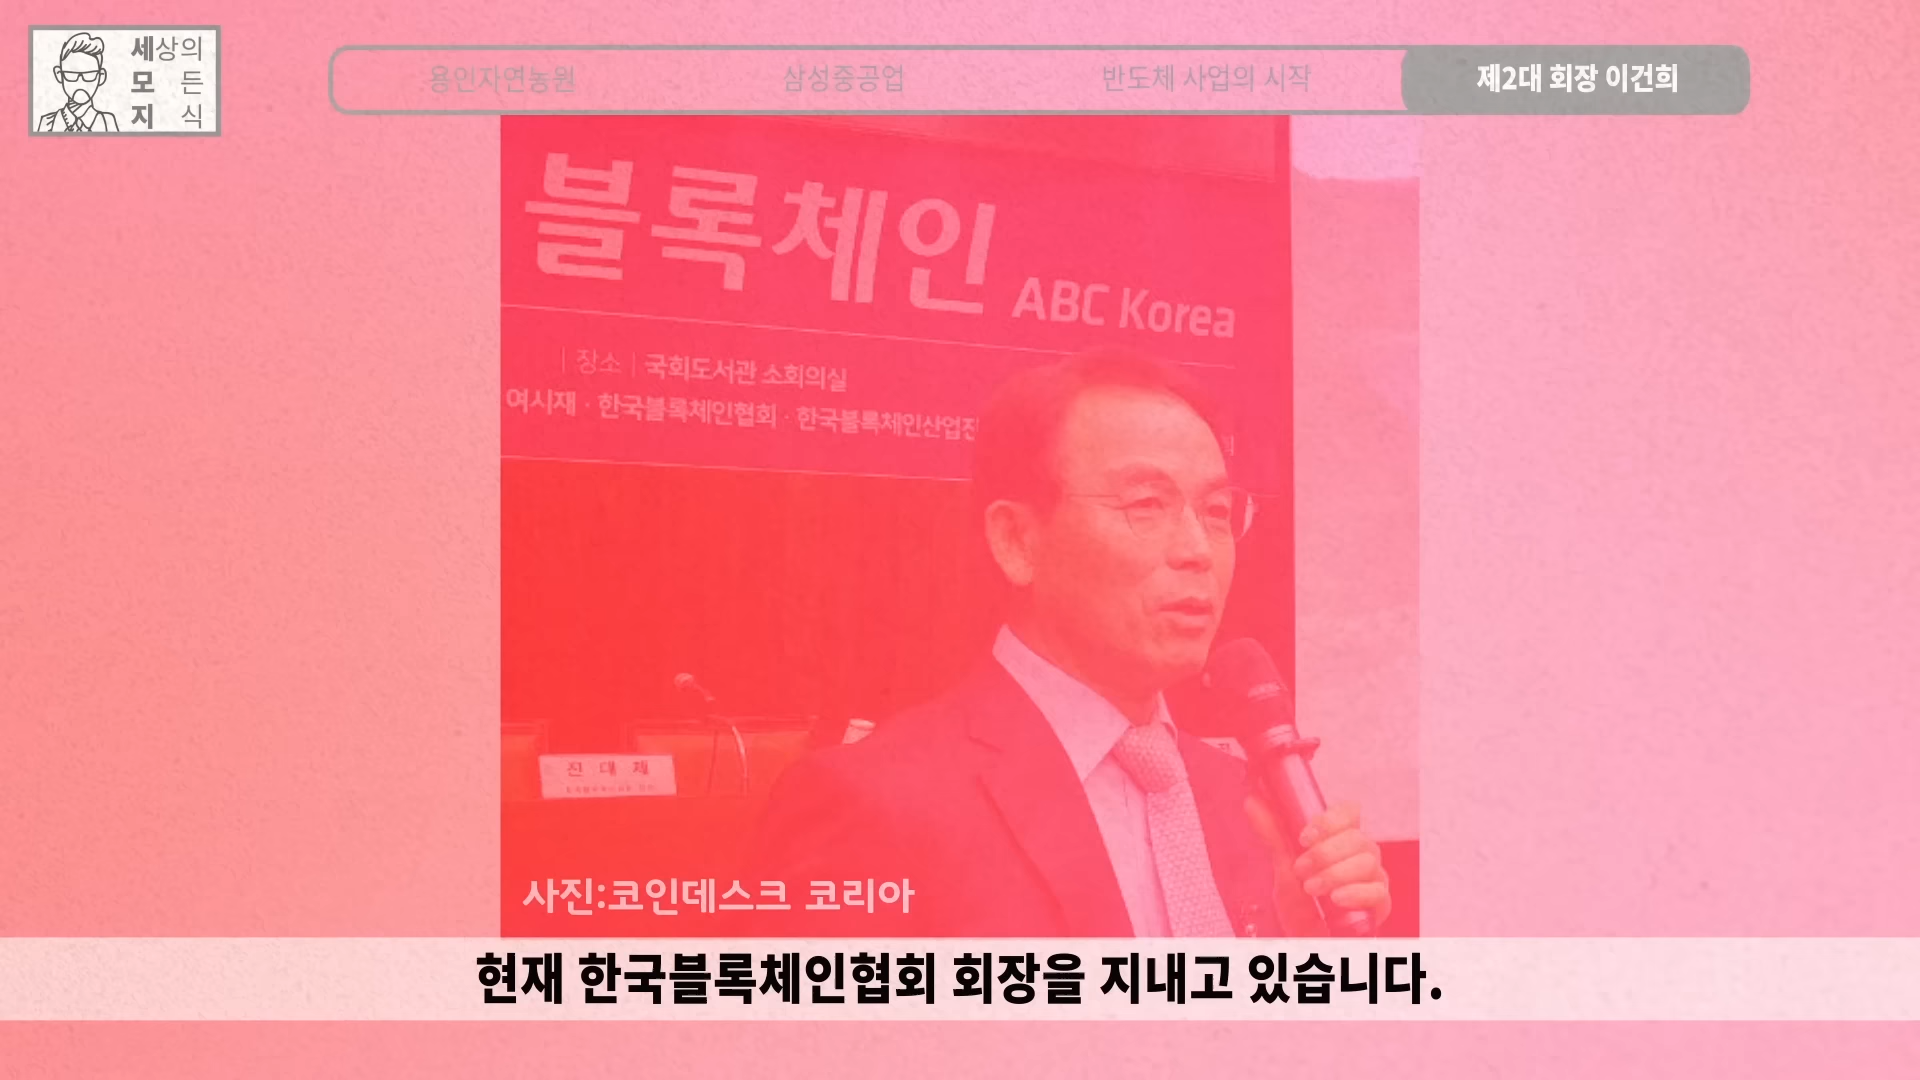 세상의
모든
지식
용인자연농원
삼성중공업
반도체 사업의 시작
제2대 회장 이건희
블록체인 ABC Korea
| 장소 | 국회도서관 소회의실
여시재 · 한국블록체인협회 · 한국블록체인산업진
진 대 제
사진:코인데스크 코리아
현재 한국블록체인협회 회장을 지내고 있습니다.